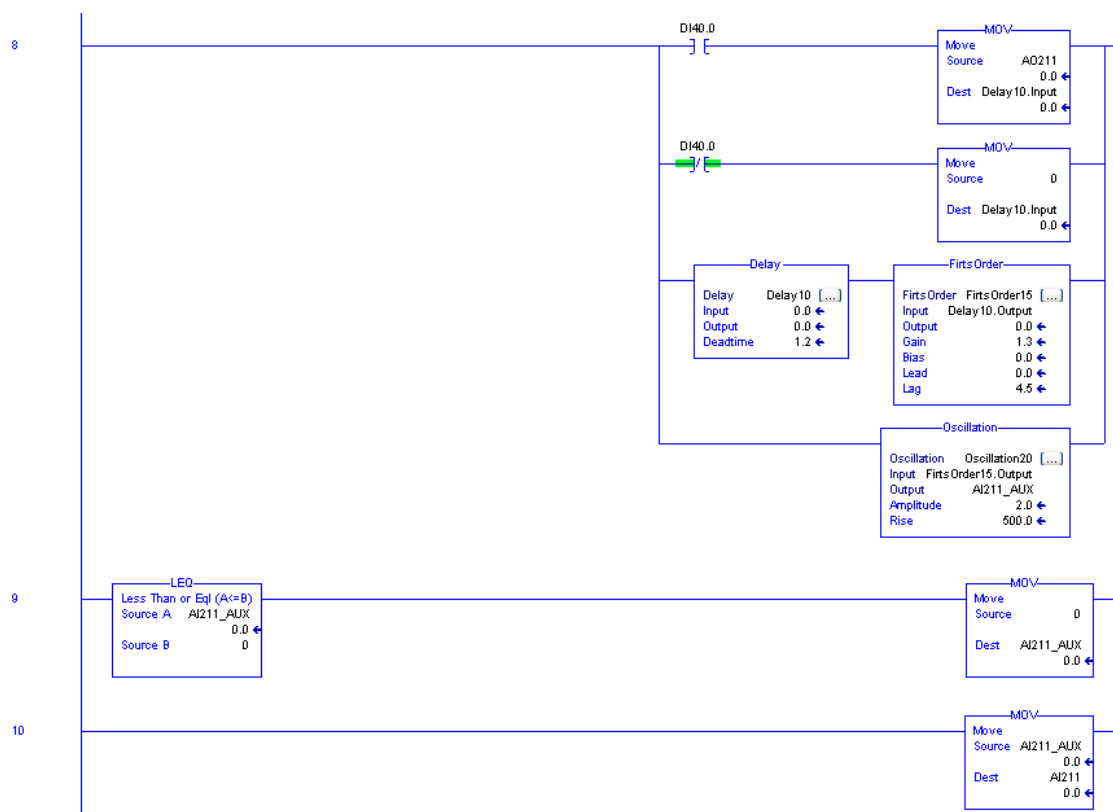 8
DI40.0
MOV
Move
Source AO211
0.0
Dest Delay10.Input
0.0
DI40.0
MOV
Move
Source 0
Dest Delay10.Input
0.0
Delay
Delay Delay10 [...]
Input 0.0
Output 0.0
Deadtime 1.2
FirtsOrder
FirtsOrder FirtsOrder15 [...]
Input Delay10.Output
Output 0.0
Gain 1.3
Bias 0.0
Lead 0.0
Lag 4.5
Oscillation
Oscillation Oscillation20 [...]
Input FirtsOrder15.Output
Output AI211_AUX
Amplitude 2.0
Rise 500.0
9
LEQ
Less Than or Eql (A<=B)
Source A AI211_AUX
0.0
Source B 0
MOV
Move
Source 0
Dest AI211_AUX
0.0
10
MOV
Move
Source AI211_AUX
0.0
Dest AI211
0.0